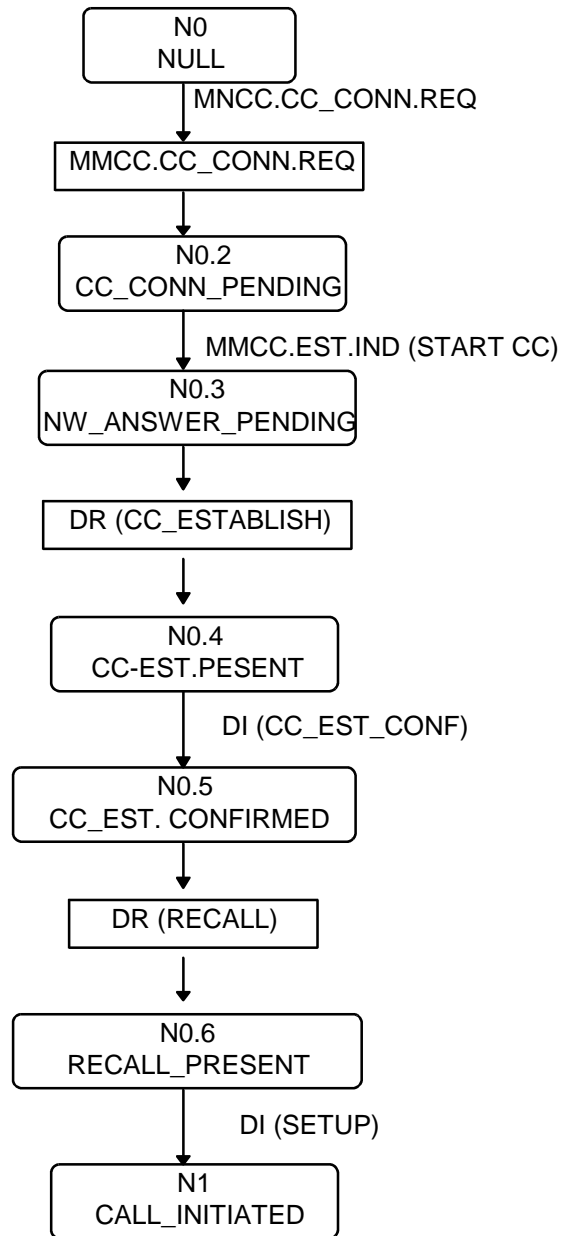 N0
NULL
MNCC.CC_CONN.REQ
MMCC.CC_CONN.REQ
N0.2
CC_CONN_PENDING
MMCC.EST.IND (START CC)
N0.3
NW_ANSWER_PENDING
DR (CC_ESTABLISH)
N0.4
CC-EST.PESENT
DI (CC_EST_CONF)
N0.5
CC_EST. CONFIRMED
DR (RECALL)
N0.6
RECALL_PRESENT
DI (SETUP)
N1
CALL_INITIATED